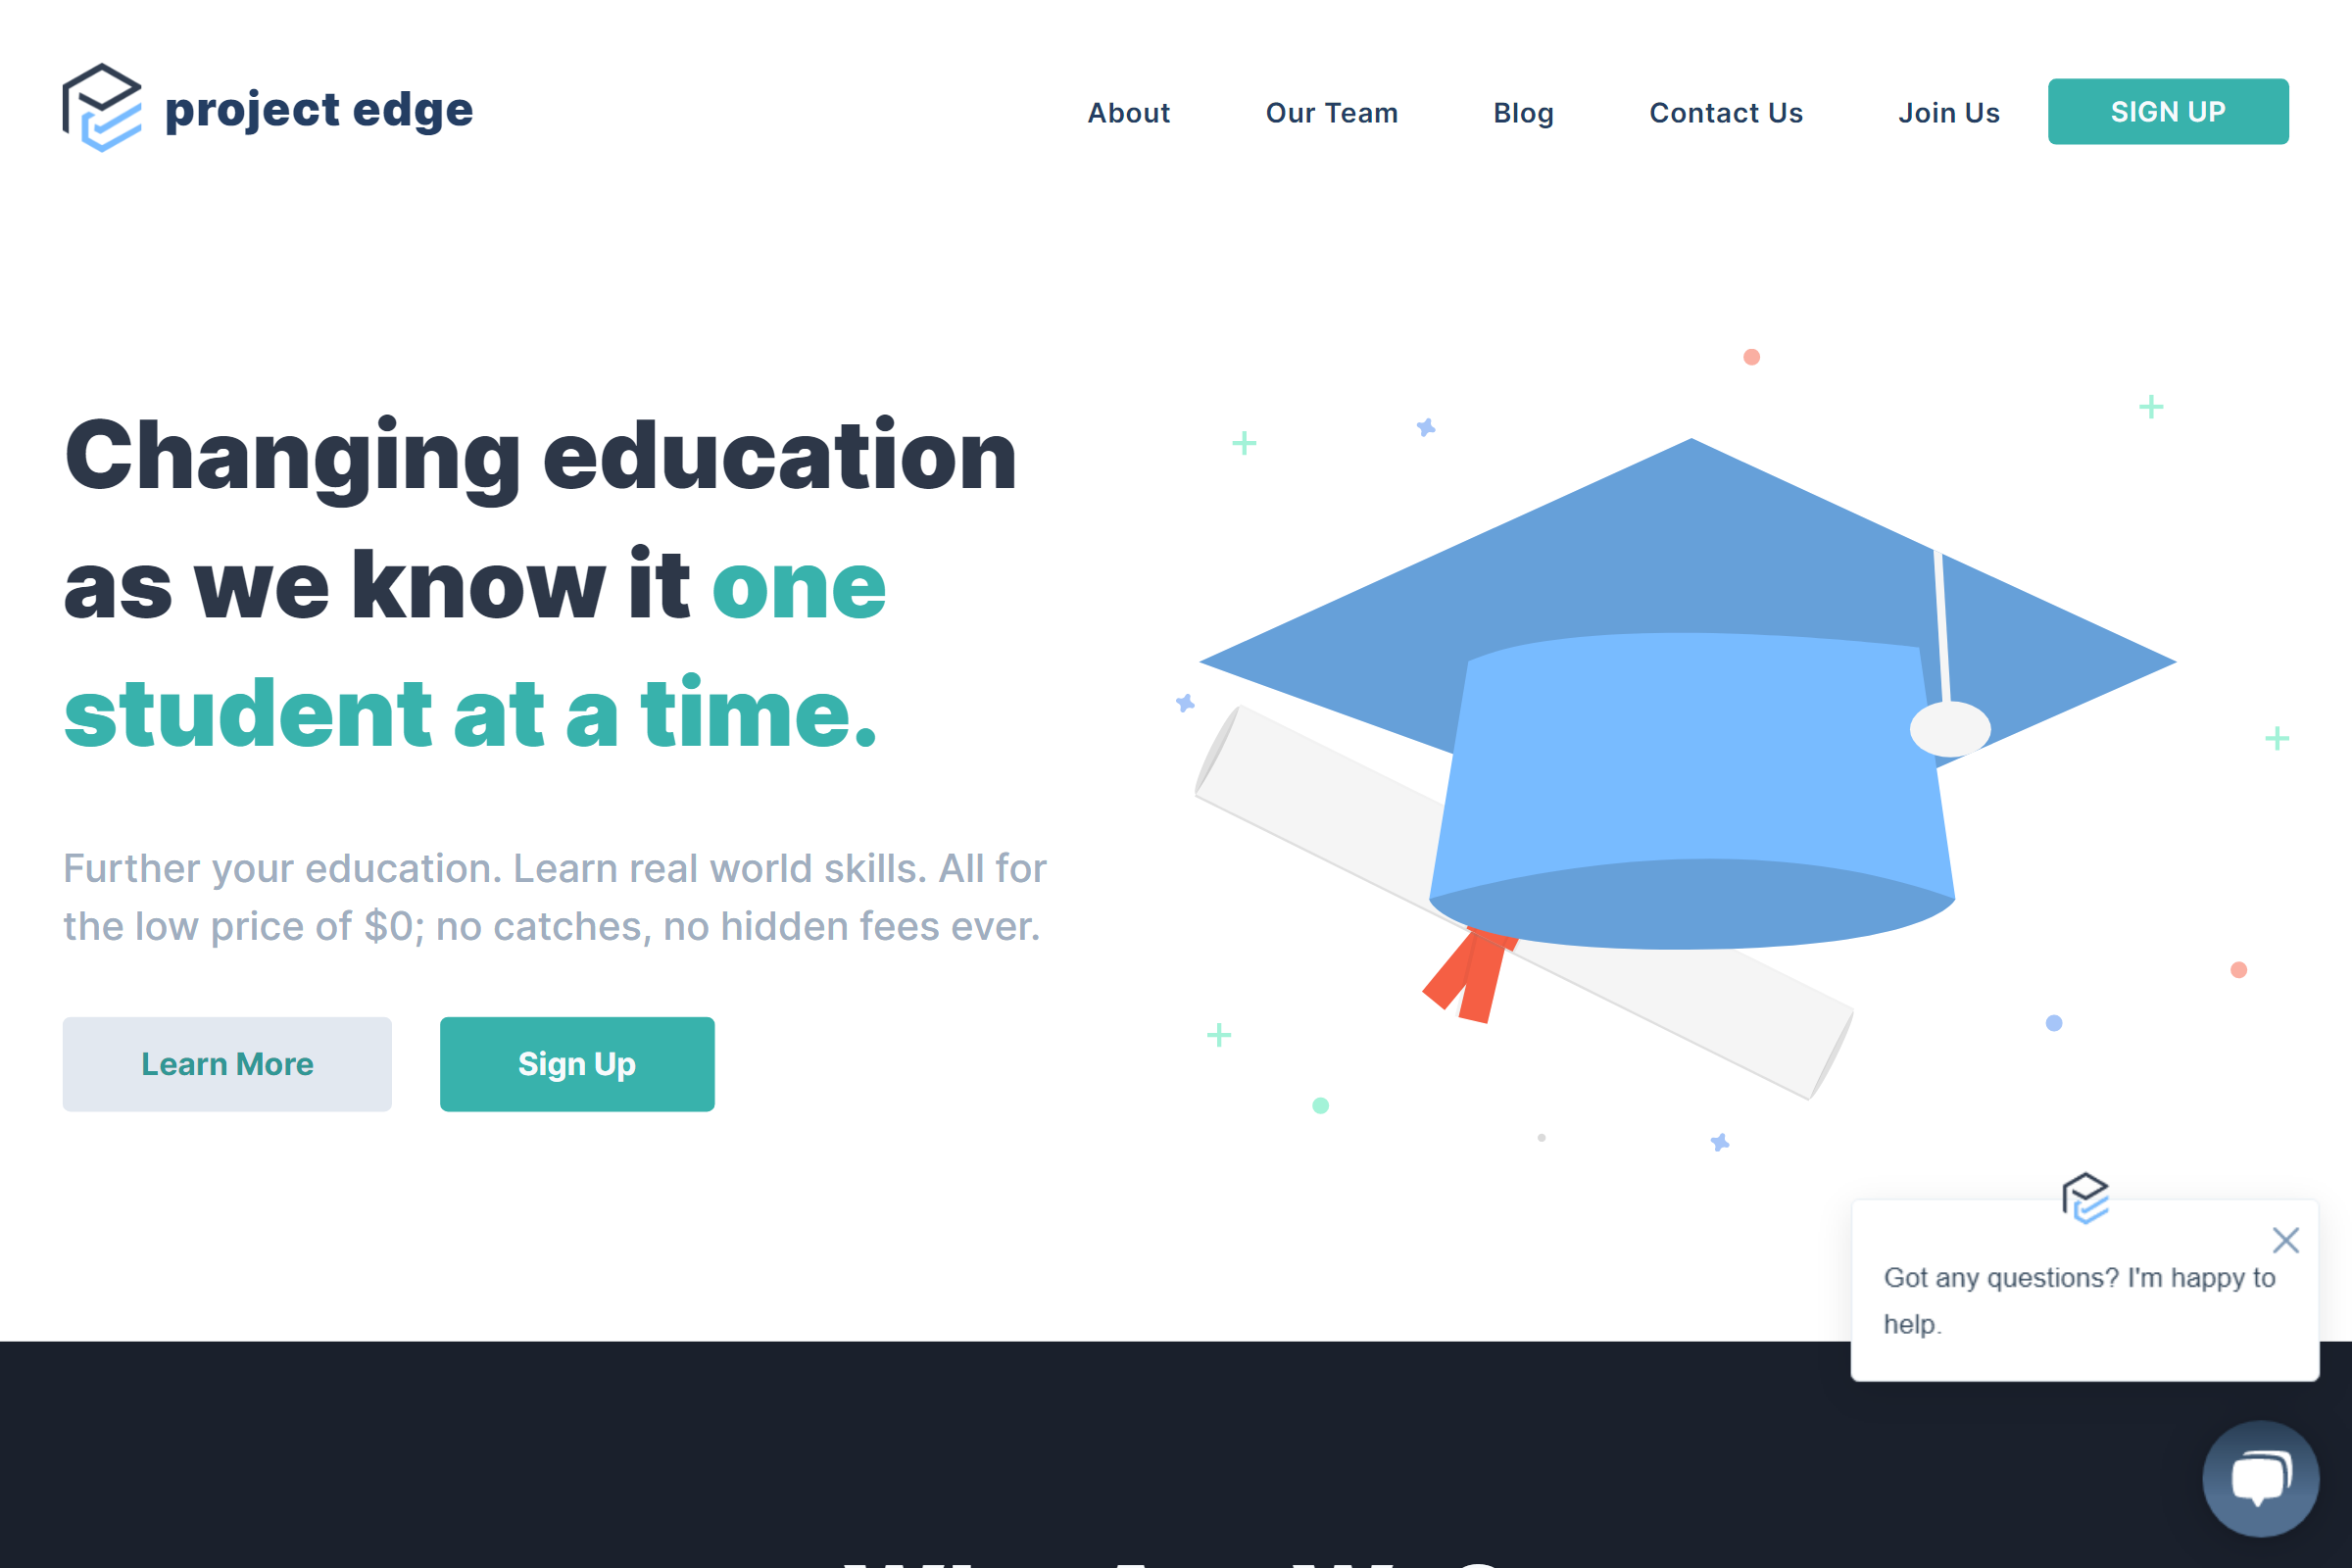 project edge
About
Our Team
Blog
Contact Us
Join Us
SIGN UP
Changing education
as we know it one
student at a time.
Further your education. Learn real world skills. All for
the low price of $0; no catches, no hidden fees ever.
Learn More
Sign Up
Got any questions? I'm happy to
help.